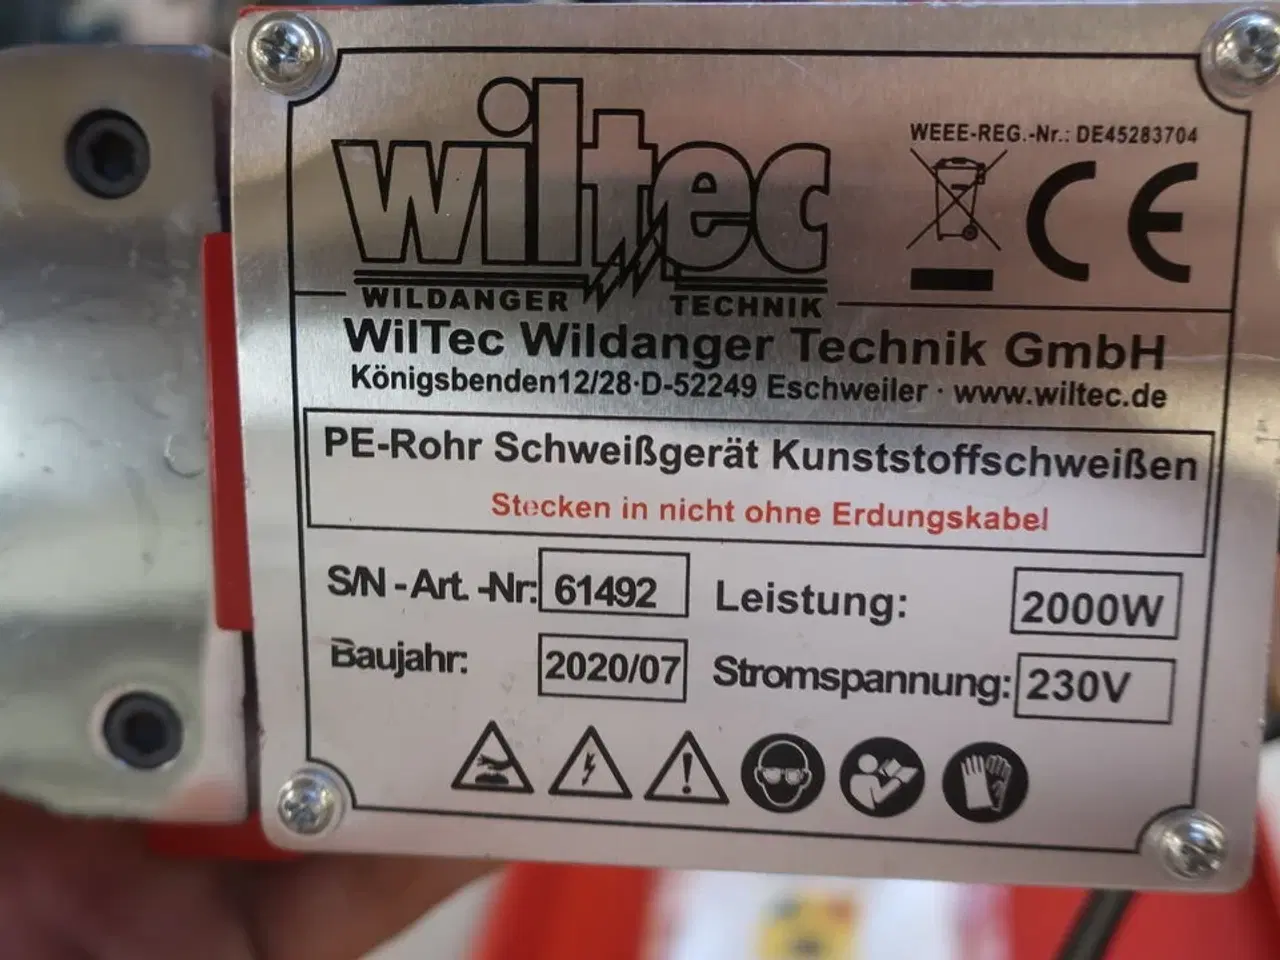 WEEE-REG.-Nr.: DE45283704
wiltec
CE
WILDANGER TECHNIK
WilTec Wildanger Technik GmbH
Königsbenden12/28·D-52249 Eschweiler · www.wiltec.de
PE-Rohr Schweißgerät Kunststoffschweißen
Stecken in nicht ohne Erdungskabel
S/N - Art. -Nr: 61492 Leistung: 2000W
Baujahr: 2020/07 Stromspannung: 230V